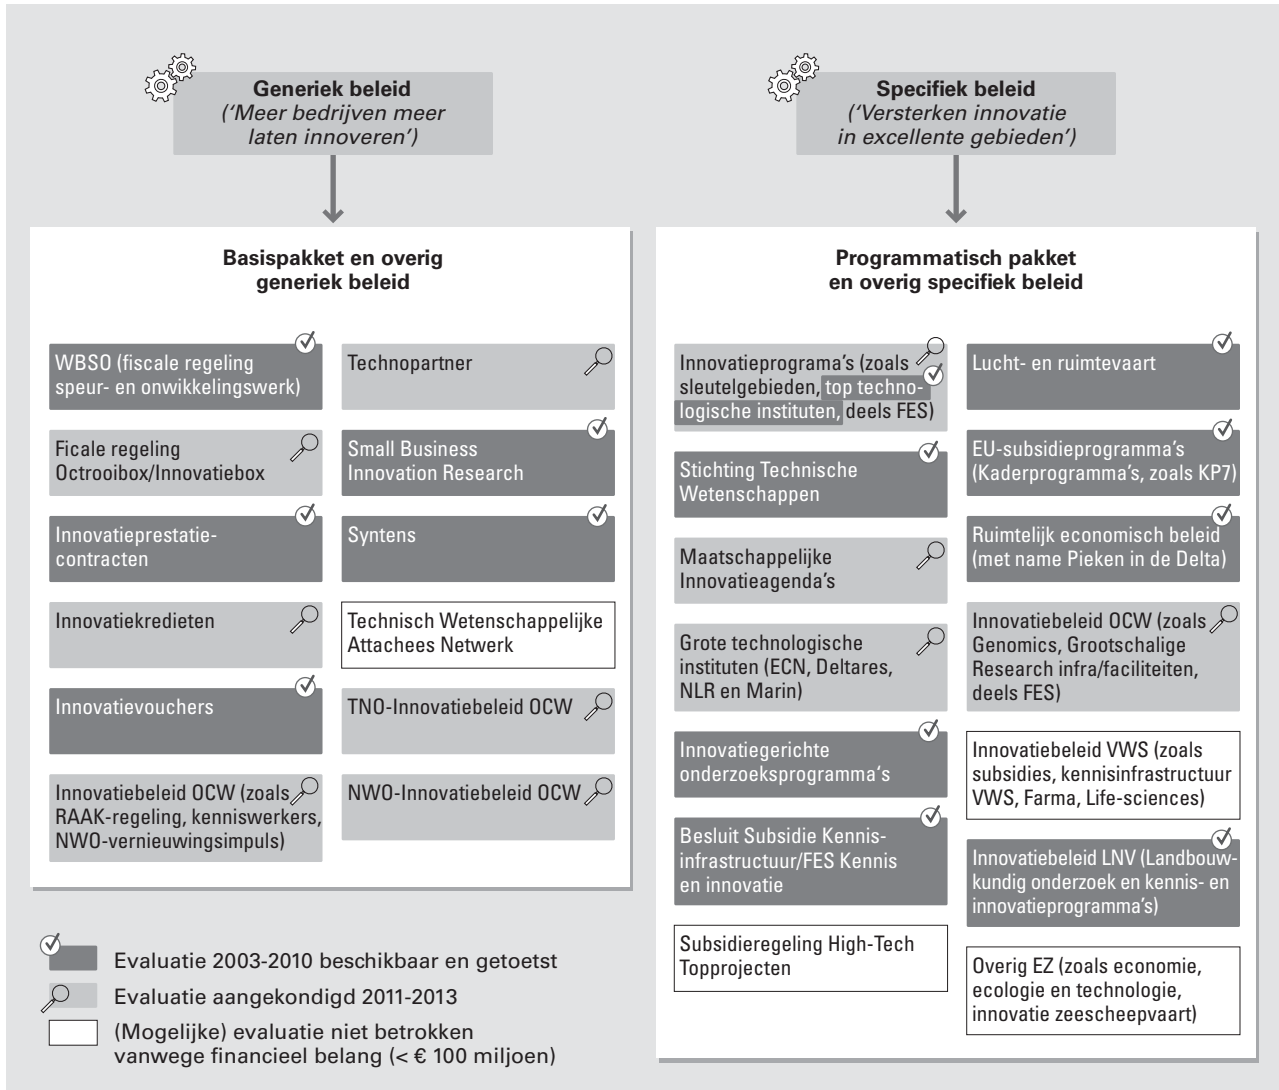 Generiek beleid
('Meer bedrijven meer
laten innoveren')
Specifiek beleid
('Versterken innovatie
in excellente gebieden')
Basispakket en overig
generiek beleid
WBSO (fiscale regeling
speur- en onwikkelingswerk)
Technopartner
Ficale regeling
Octrooibox/Innovatiebox
Small Business
Innovation Research
Innovatieprestatie-
contracten
Syntens
Innovatiekredieten
Technisch Wetenschappelijke
Attachees Netwerk
Innovatievouchers
TNO-Innovatiebeleid OCW
Innovatiebeleid OCW (zoals
RAAK-regeling, kenniswerkers,
NWO-vernieuwingsimpuls)
NWO-Innovatiebeleid OCW
Programmatisch pakket
en overig specifiek beleid
Innovatieprograma's (zoals
sleutelgebieden, top techno-
logische instituten, deels FES)
Lucht- en ruimtevaart
Stichting Technische
Wetenschappen
EU-subsidieprogramma's
(Kaderprogramma's, zoals KP7)
Maatschappelijke
Innovatieagenda's
Ruimtelijk economisch beleid
(met name Pieken in de Delta)
Grote technologische
instituten (ECN, Deltares,
NLR en Marin)
Innovatiebeleid OCW (zoals
Genomics, Grootschalige
Research infra/faciliteiten,
deels FES)
Innovatiegerichte
onderzoeksprogramma's
Innovatiebeleid VWS (zoals
subsidies, kennisinfrastructuur
VWS, Farma, Life-sciences)
Besluit Subsidie Kennis-
infrastructuur/FES Kennis
en innovatie
Innovatiebeleid LNV (Landbouw-
kundig onderzoek en kennis- en
innovatieprogramma's)
Subsidieregeling High-Tech
Topprojecten
Overig EZ (zoals economie,
ecologie en technologie,
innovatie zeescheepvaart)
Evaluatie 2003-2010 beschikbaar en getoetst
Evaluatie aangekondigd 2011-2013
(Mogelijke) evaluatie niet betrokken
vanwege financieel belang (< € 100 miljoen)